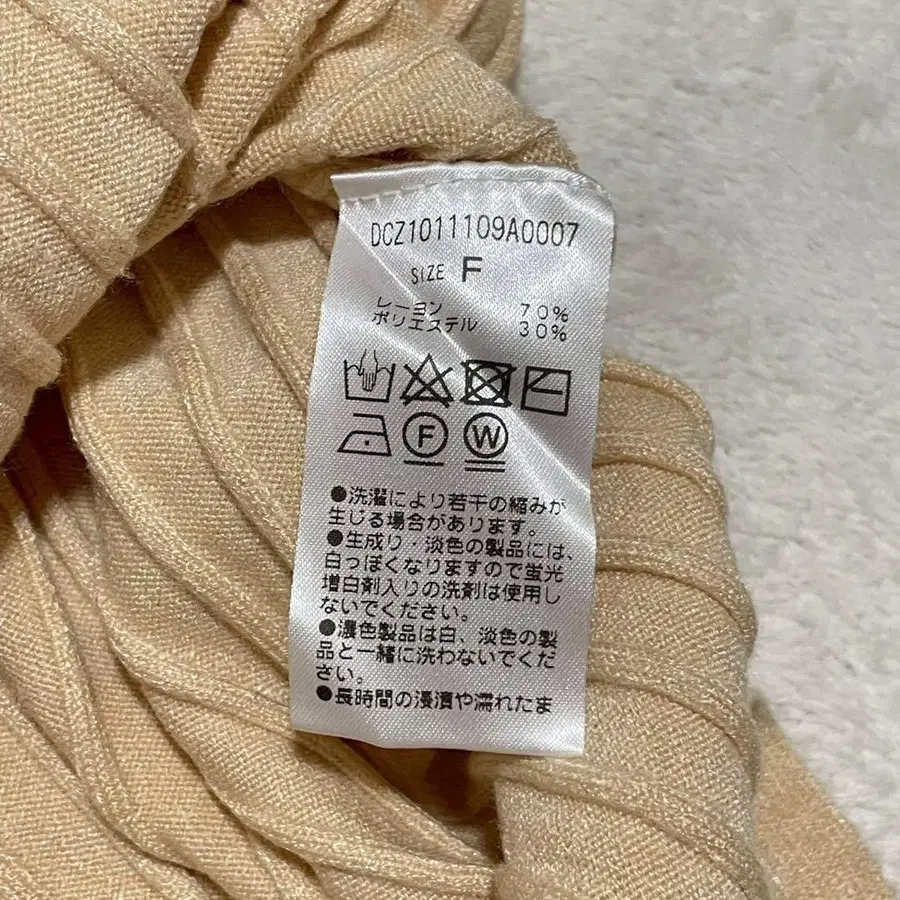 DCZ1011109A0007
SIZE F
レーヨン 70%
ポリエステル 30%
F W
●洗濯により若干の縮みが
生じる場合があります。
●生成り・淡色の製品には、
白っぽくなりますので蛍光
増白剤入りの洗剤は使用し
ないでください。
●濃色製品は白、淡色の製
品と一緒に洗わないでくだ
さい。
●長時間の浸漬や濡れたま